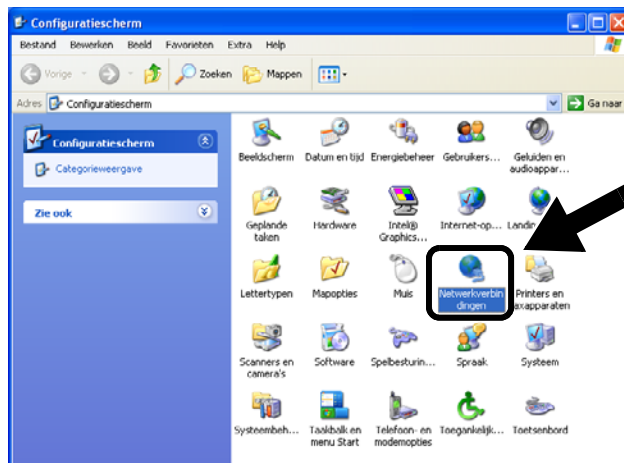 Configuratiescherm
Bestand Bewerken Beeld Favorieten Extra Help
Vorige Zoeken Mappen
Adres Configuratiescherm Ga naar
Configuratiescherm
Categorieweergave
Zie ook
Beeldscherm Datum en tijd Energiebeheer Gebruikers... Geluiden en
audioappar...
Geplande Hardware Intel® Internet-op...
taken Graphics...
Lettertypen Mapopties Muis Netwerkverbin Printers en
dingen axapparaten
Scanners en Software Spelbesturin... Spraak Systeem
camera's
Systeembeh... Taakbalk en Telefoon- en Toegankelijk... Toetsenbord
menu Start modemopties